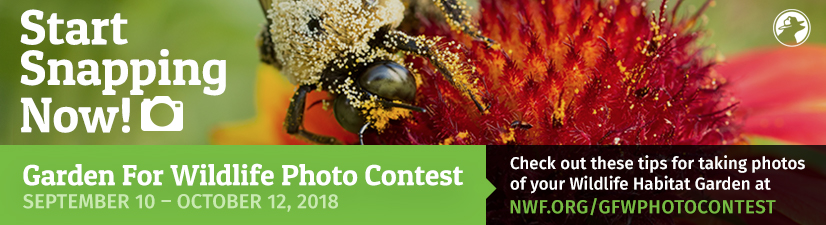 Start
Snapping
Now!
Garden For Wildlife Photo Contest
SEPTEMBER 10 – OCTOBER 12, 2018
Check out these tips for taking photos
of your Wildlife Habitat Garden at
NWF.ORG/GFWPHOTOCONTEST